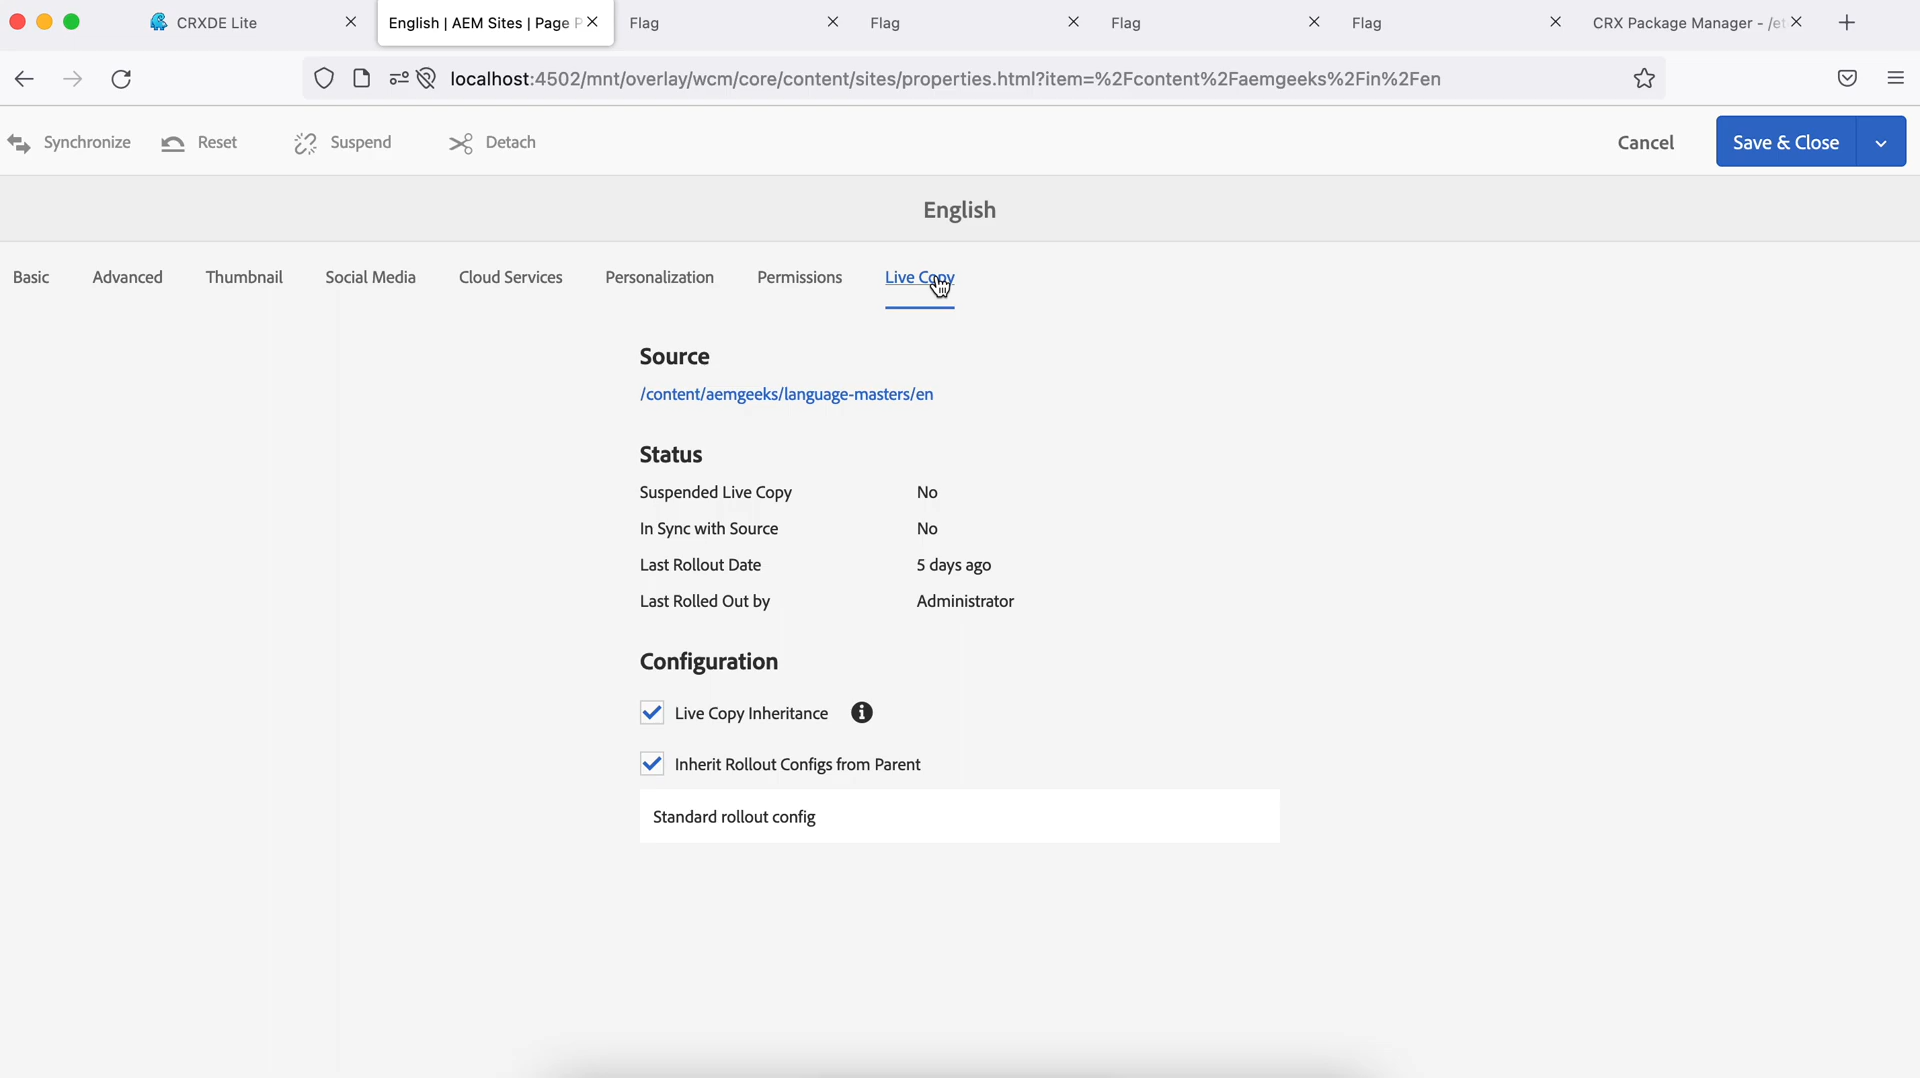 CRXDE Lite
English | AEM Sites | Page P
Flag
Flag
Flag
Flag
CRX Package Manager - /et
localhost:4502/mnt/overlay/wcm/core/content/sites/properties.html?item=%2Fcontent%2Faemgeeks%2Fin%2Fen
Synchronize
Reset
Suspend
Detach
Cancel
Save & Close
English
Basic
Advanced
Thumbnail
Social Media
Cloud Services
Personalization
Permissions
Live Copy
Source
/content/aemgeeks/language-masters/en
Status
Suspended Live Copy No
In Sync with Source No
Last Rollout Date 5 days ago
Last Rolled Out by Administrator
Configuration
Live Copy Inheritance
Inherit Rollout Configs from Parent
Standard rollout config